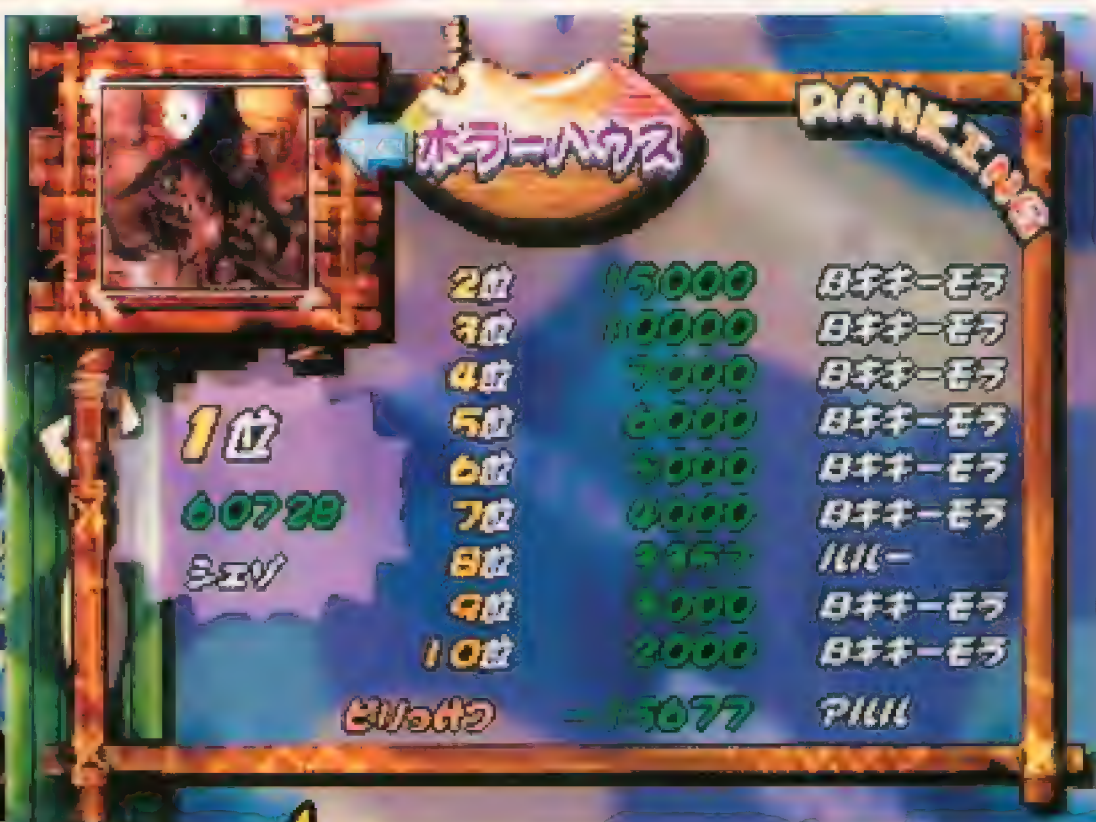 ホラーハウス
RANKING
1位
60728
シェゾ
2位 15000 日キキーモラ
3位 10000 日キキーモラ
4位 7000 日キキーモラ
5位 6000 日キキーモラ
6位 5000 日キキーモラ
7位 4000 日キキーモラ
8位 ルルー
9位 日キキーモラ
10位 2000 日キキーモラ
どりっけつ -15677 アルル